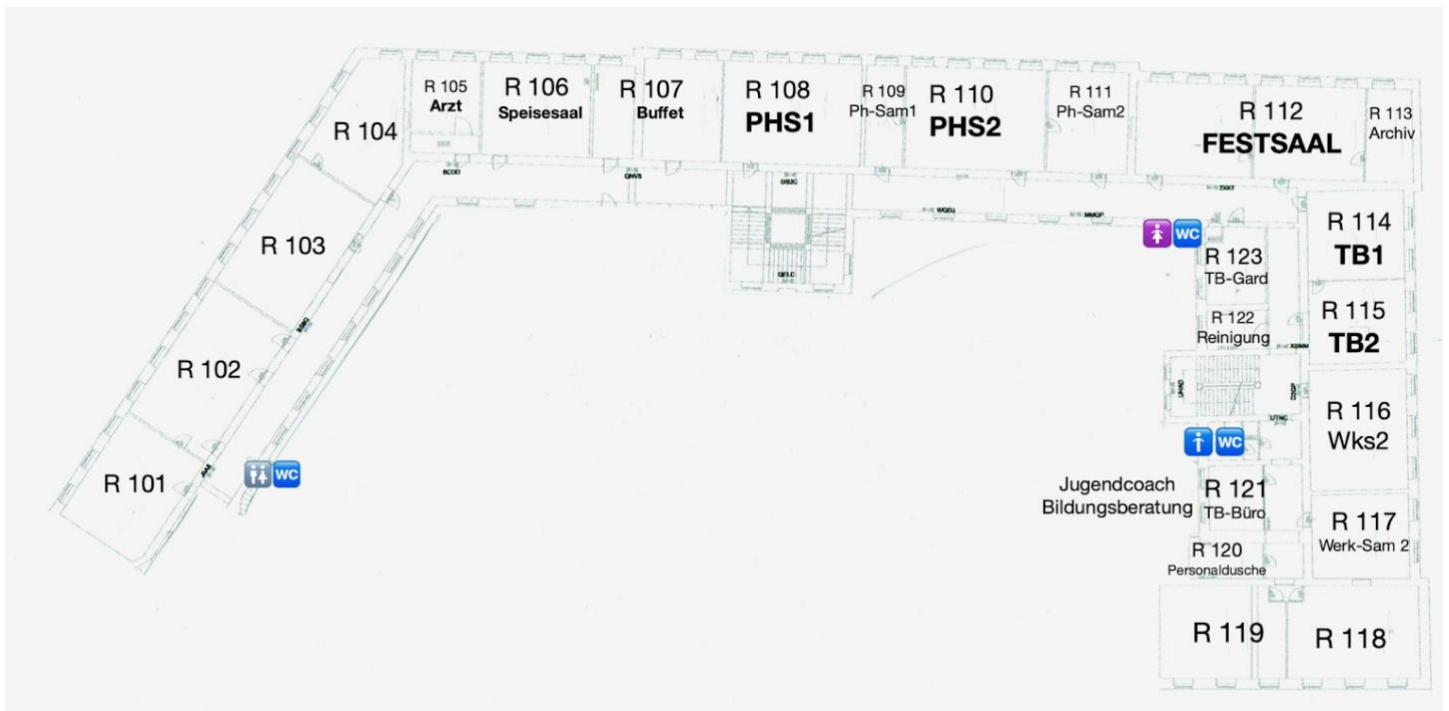 R 101
R 102
R 103
R 104
R 105
Arzt
R 106
Speisesaal
R 107
Buffet
R 108
PHS1
R 109
Ph-Sam1
R 110
PHS2
R 111
Ph-Sam2
R 112
FESTSAAL
R 113
Archiv
R 114
TB1
R 115
TB2
R 116
Wks2
R 117
Werk-Sam 2
R 118
R 119
R 120
Personaldusche
R 121
TB-Büro
Jugendcoach
Bildungsberatung
R 122
Reinigung
R 123
TB-Gard
WC
WC
WC